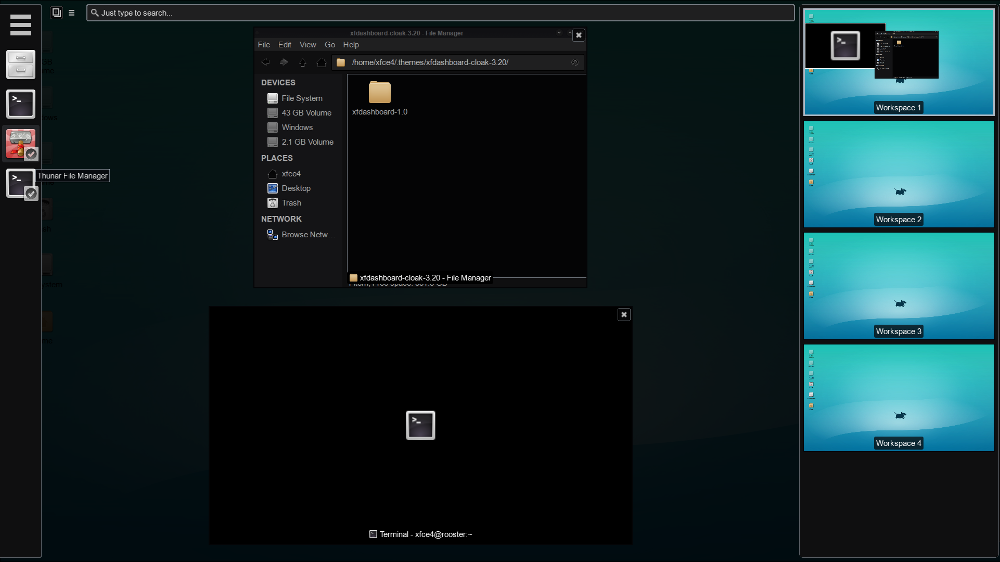 Just type to search...
xfdashboard-cloak-3.20 - File Manager
File Edit View Go Help
/home/xfce4/.themes/xfdashboard-cloak-3.20/
DEVICES
File System
43 GB Volume
Windows
2.1 GB Volume
PLACES
xfce4
Desktop
Trash
NETWORK
Browse Netw
xfdashboard-1.0
xfdashboard-cloak-3.20 - File Manager
Thunar File Manager
Terminal - xfce4@rooster:~
Workspace 1
Workspace 2
Workspace 3
Workspace 4